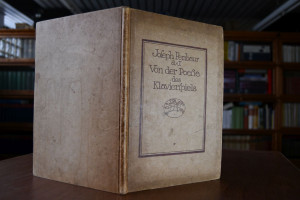 Joseph Pembaur
Von der Poesie
des
Klavierspiels